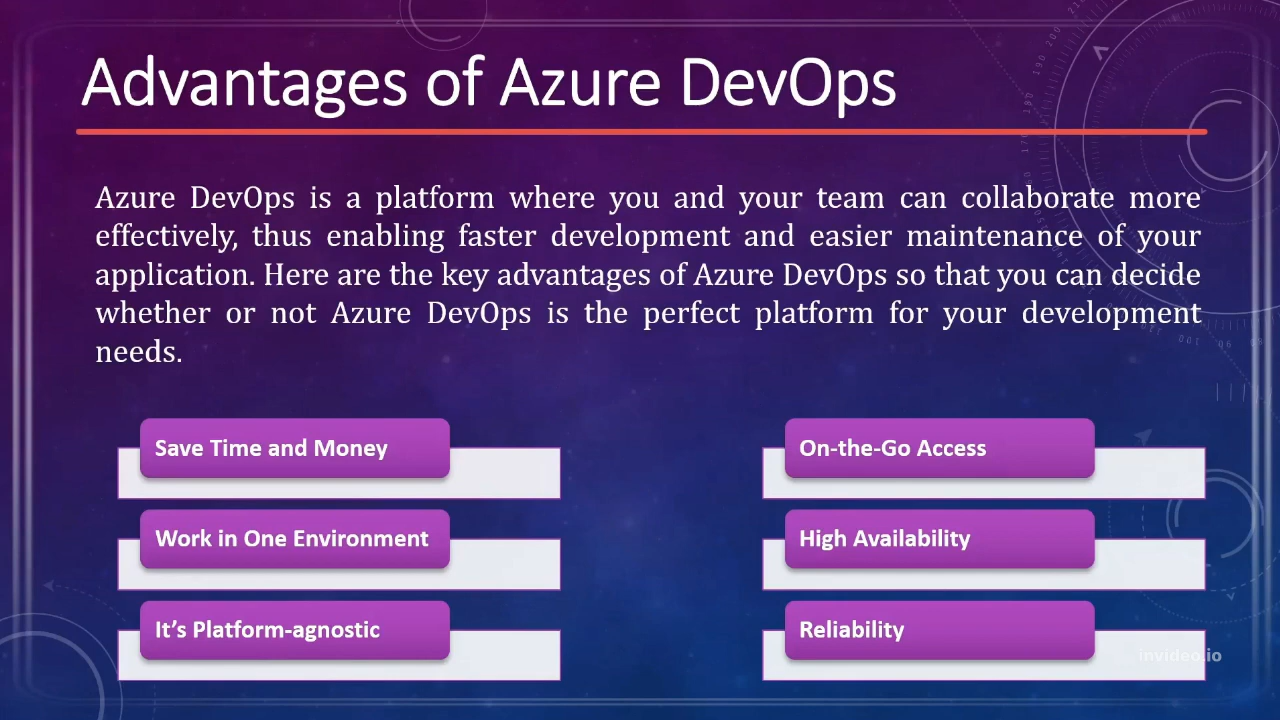 Advantages of Azure DevOps
Azure DevOps is a platform where you and your team can collaborate more
effectively, thus enabling faster development and easier maintenance of your
application. Here are the key advantages of Azure DevOps so that you can decide
whether or not Azure DevOps is the perfect platform for your development
needs.
Save Time and Money
Work in One Environment
It’s Platform-agnostic
On-the-Go Access
High Availability
Reliability
invideo.io